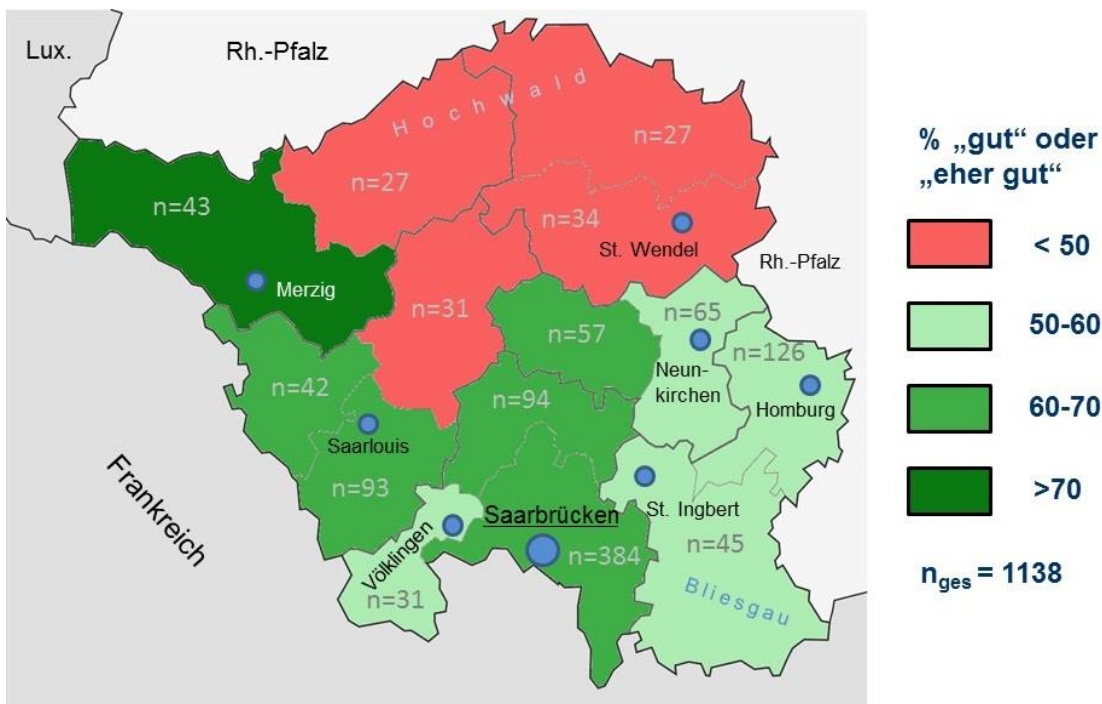 Lux.
Rh.-Pfalz
Hochwald
n=27
n=27
n=43
n=34
St. Wendel
Rh.-Pfalz
Merzig
n=31
n=57
n=65
Neun-
kirchen
n=126
Homburg
n=42
Saarlouis
n=94
n=93
Frankreich
Völklingen
Saarbrücken
St. Ingbert
n=384
n=45
n=31
Bliesgau
% „gut“ oder
„eher gut“
< 50
50-60
60-70
>70
nges = 1138